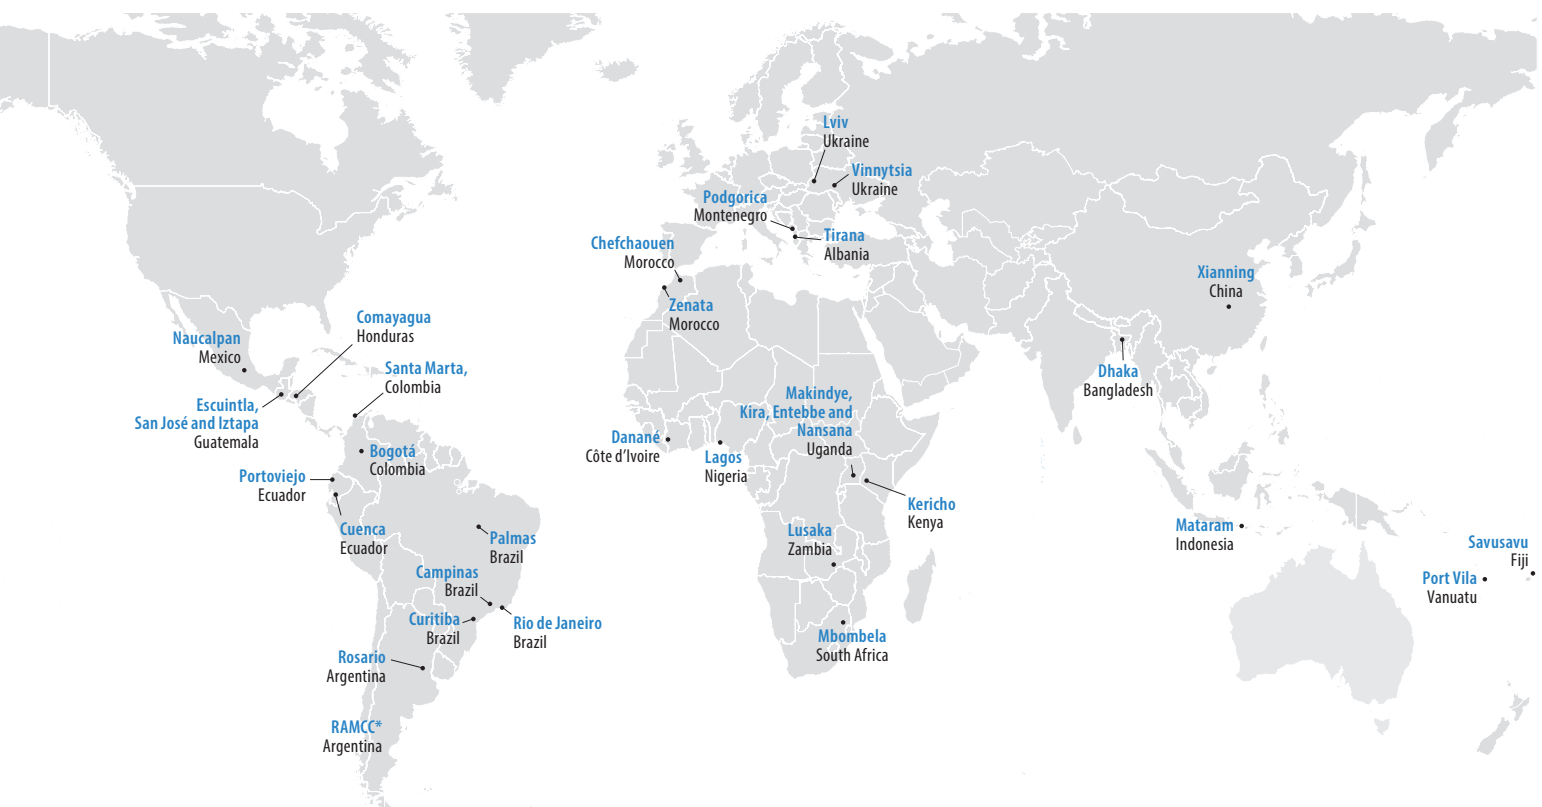 Lviv
Ukraine
Vinnytsia
Ukraine
Podgorica
Montenegro
Tirana
Albania
Chefchaouen
Morocco
Zenata
Morocco
Xianning
China
Dhaka
Bangladesh
Comayagua
Honduras
Naucalpan
Mexico
Santa Marta,
Colombia
Escuintla,
San José and Iztapa
Guatemala
Bogotá
Colombia
Portoviejo
Ecuador
Cuenca
Ecuador
Makindye,
Kira, Entebbe and
Nansana
Uganda
Danané
Côte d'Ivoire
Lagos
Nigeria
Kericho
Kenya
Lusaka
Zambia
Palmas
Brazil
Campinas
Brazil
Curitiba
Brazil
Rio de Janeiro
Brazil
Rosario
Argentina
RAMCC*
Argentina
Mbombela
South Africa
Mataram
Indonesia
Savusavu
Fiji
Port Vila
Vanuatu